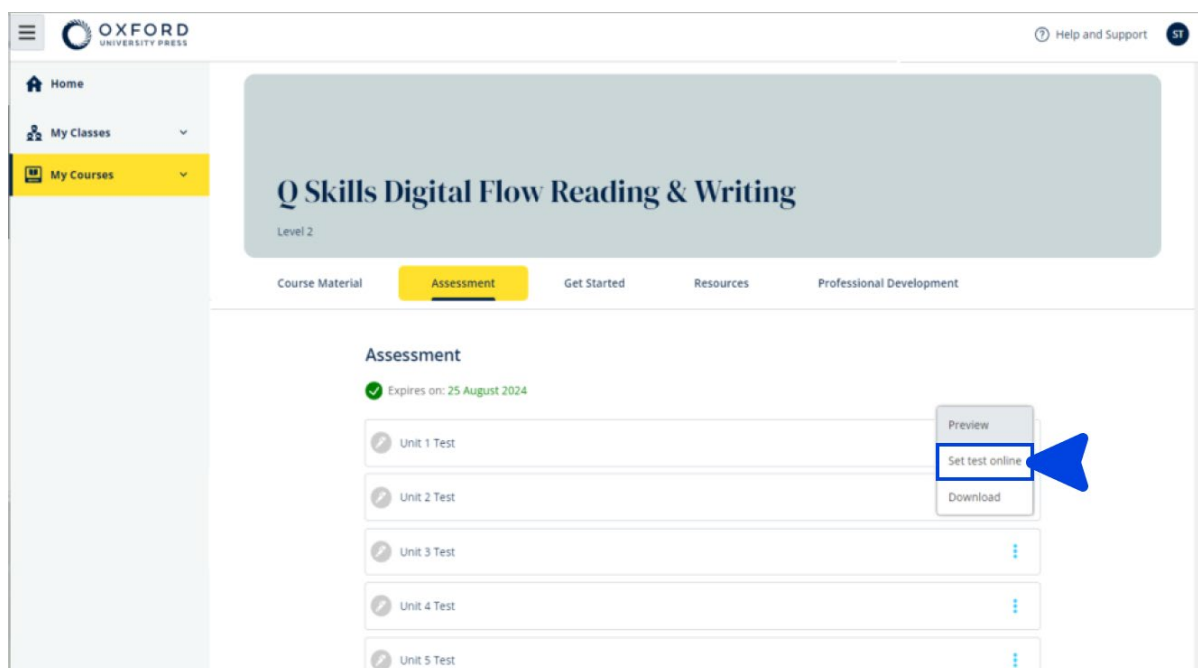 OXFORD
UNIVERSITY PRESS
Help and Support
ST
Home
My Classes
My Courses
Q Skills Digital Flow Reading & Writing
Level 2
Course Material
Assessment
Get Started
Resources
Professional Development
Assessment
Expires on: 25 August 2024
Unit 1 Test
Preview
Set test online
Unit 2 Test
Download
Unit 3 Test
Unit 4 Test
Unit 5 Test